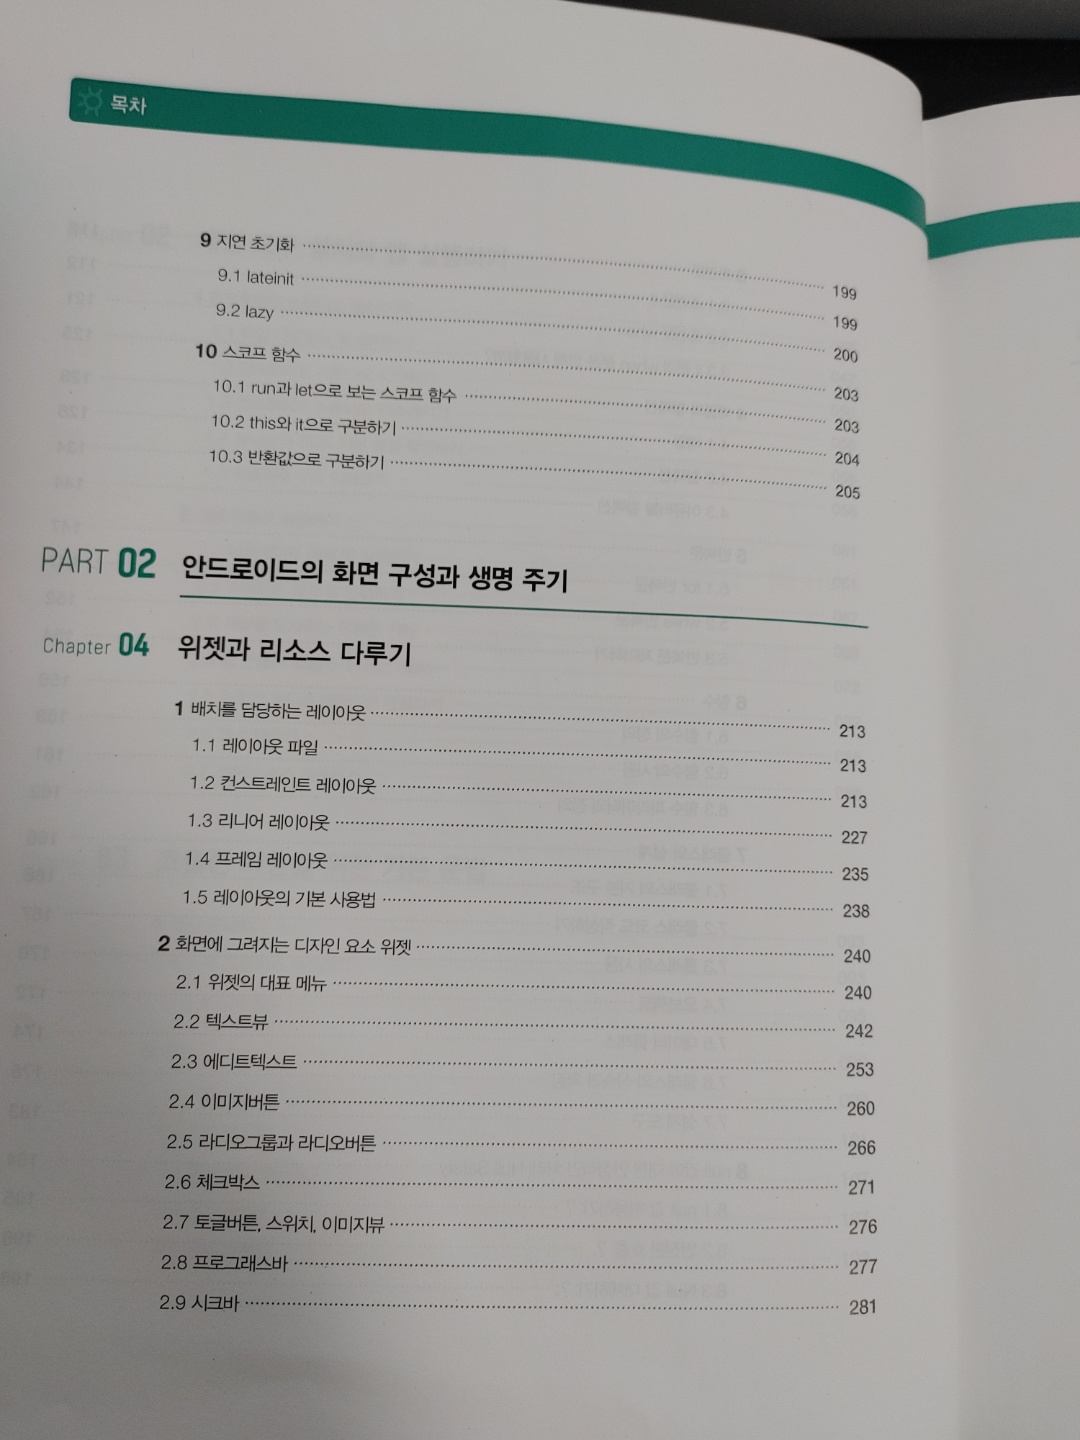 목차
9 지연 초기화 199
9.1 lateinit 199
9.2 lazy 200
10 스코프 함수 203
10.1 run과 let으로 보는 스코프 함수 203
10.2 this와 it으로 구분하기 204
10.3 반환값으로 구분하기 205
PART 02 안드로이드의 화면 구성과 생명 주기
Chapter 04 위젯과 리소스 다루기
1 배치를 담당하는 레이아웃 213
1.1 레이아웃 파일 213
1.2 컨스트레인트 레이아웃 213
1.3 리니어 레이아웃 227
1.4 프레임 레이아웃 235
1.5 레이아웃의 기본 사용법 238
2 화면에 그려지는 디자인 요소 위젯 240
2.1 위젯의 대표 메뉴 240
2.2 텍스트뷰 242
2.3 에디트텍스트 253
2.4 이미지버튼 260
2.5 라디오그룹과 라디오버튼 266
2.6 체크박스 271
2.7 토글버튼, 스위치, 이미지뷰 276
2.8 프로그래스바 277
2.9 시크바 281